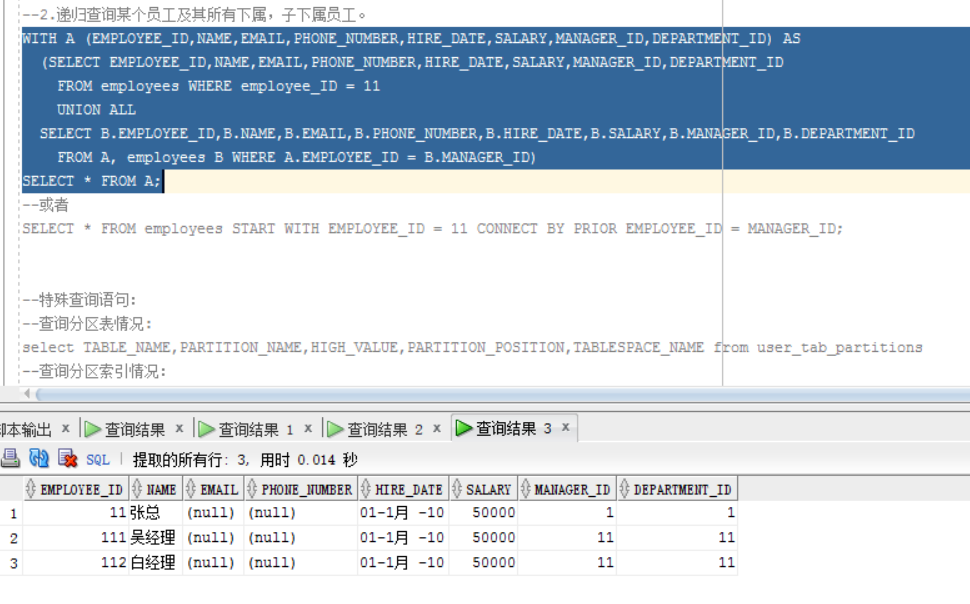 --2.递归查询某个员工及其所有下属，子下属员工。
WITH A (EMPLOYEE_ID,NAME,EMAIL,PHONE_NUMBER,HIRE_DATE,SALARY,MANAGER_ID,DEPARTMENT_ID) AS
(SELECT EMPLOYEE_ID,NAME,EMAIL,PHONE_NUMBER,HIRE_DATE,SALARY,MANAGER_ID,DEPARTMENT_ID
FROM employees WHERE employee_ID = 11
UNION ALL
SELECT B.EMPLOYEE_ID,B.NAME,B.EMAIL,B.PHONE_NUMBER,B.HIRE_DATE,B.SALARY,B.MANAGER_ID,B.DEPARTMENT_ID
FROM A, employees B WHERE A.EMPLOYEE_ID = B.MANAGER_ID)
SELECT * FROM A;
--或者
SELECT * FROM employees START WITH EMPLOYEE_ID = 11 CONNECT BY PRIOR EMPLOYEE_ID = MANAGER_ID;
--特殊查询语句:
--查询分区表情况:
select TABLE_NAME,PARTITION_NAME,HIGH_VALUE,PARTITION_POSITION,TABLESPACE_NAME from user_tab_partitions
--查询分区索引情况:
本输出 x 查询结果 x 查询结果 1 x 查询结果 2 x 查询结果 3 x
SQL | 提取的所有行: 3, 用时 0.014 秒
EMPLOYEE_ID NAME EMAIL PHONE_NUMBER HIRE_DATE SALARY MANAGER_ID DEPARTMENT_ID
1 11 张总 (null) (null) 01-1月 -10 50000 1 1
2 111 吴经理 (null) (null) 01-1月 -10 50000 11 11
3 112 白经理 (null) (null) 01-1月 -10 50000 11 11